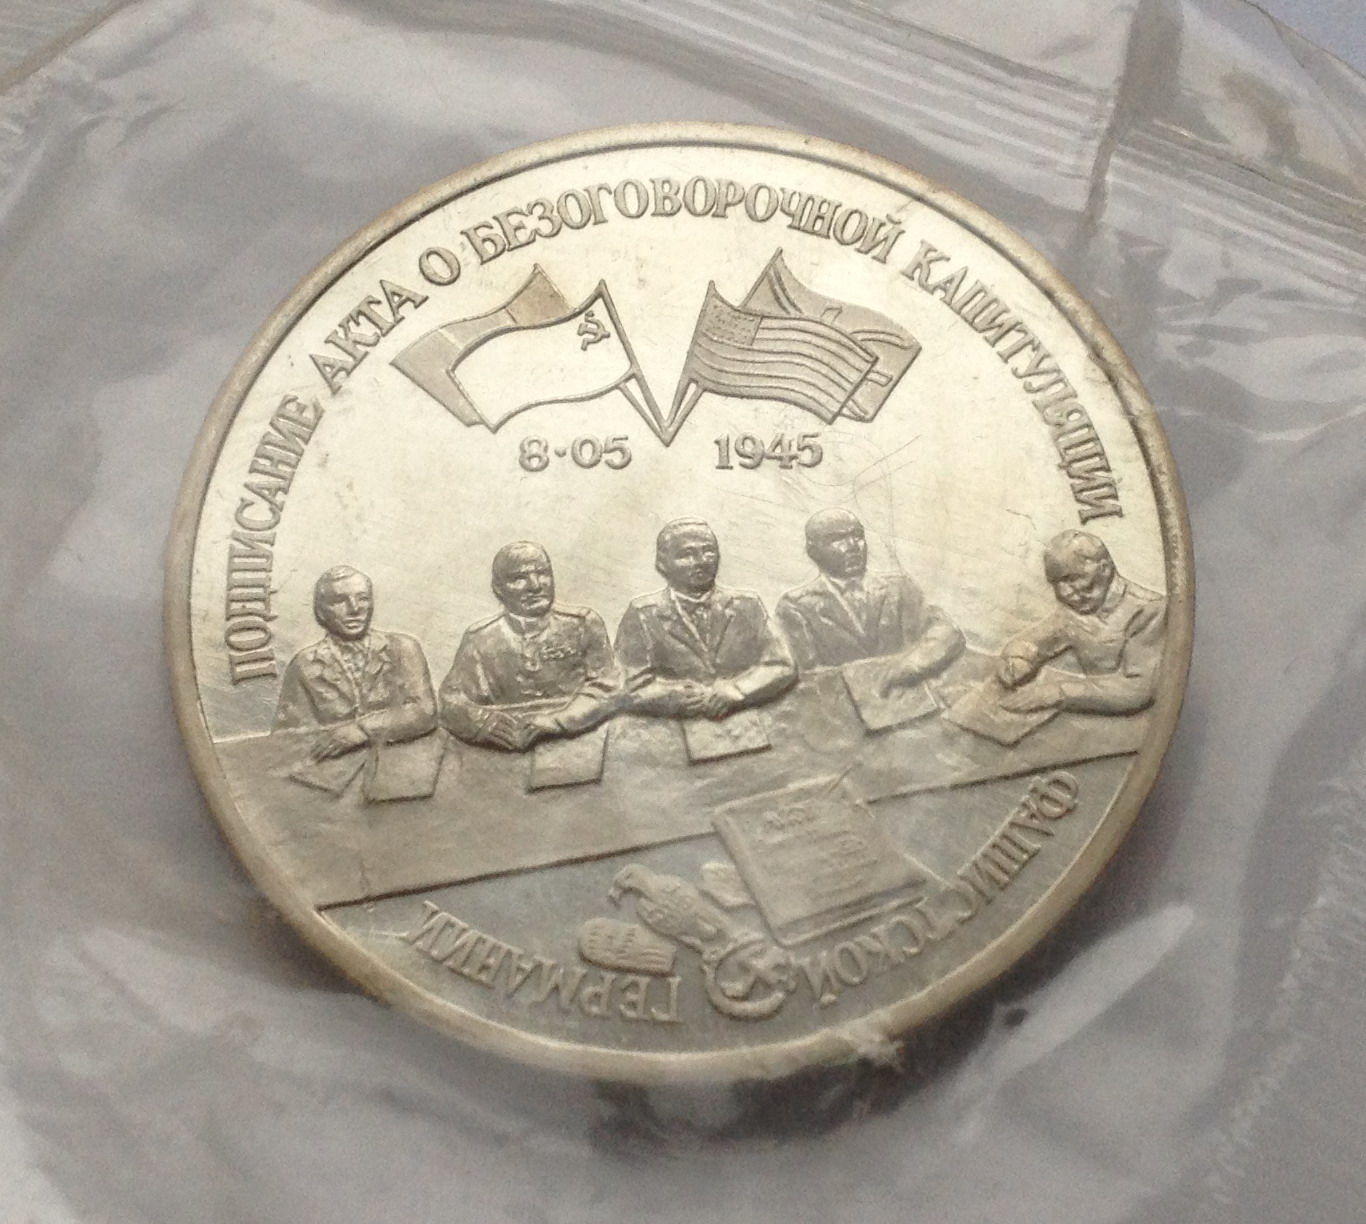 ПОДПИСАНИЕ АКТА О БЕЗОГОВОРОЧНОЙ КАПИТУЛЯЦИИ
ФАШИСТСКОЙ ГЕРМАНИИ
8·05 1945